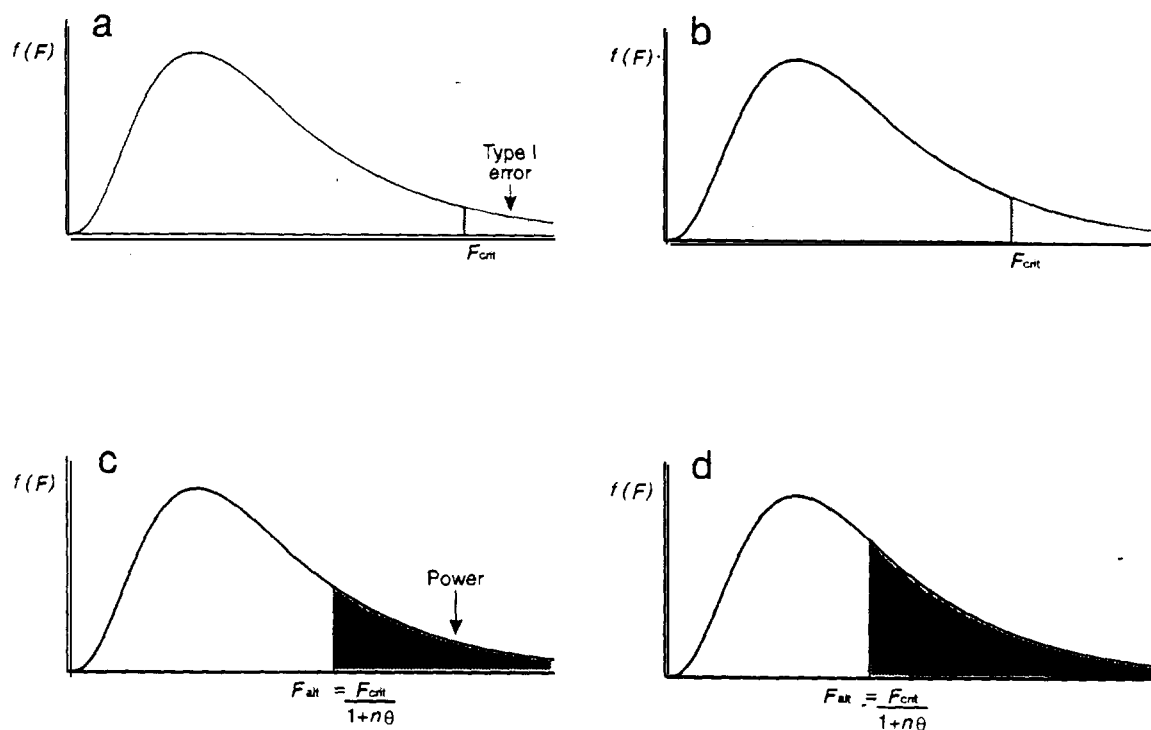 a
f(F)
Type I
error
Fcrit
b
f(F)
Fcrit
c
f(F)
Power
Falt = Fcrit
1+nθ
d
f(F)
Falt = Fcrit
1+nθ